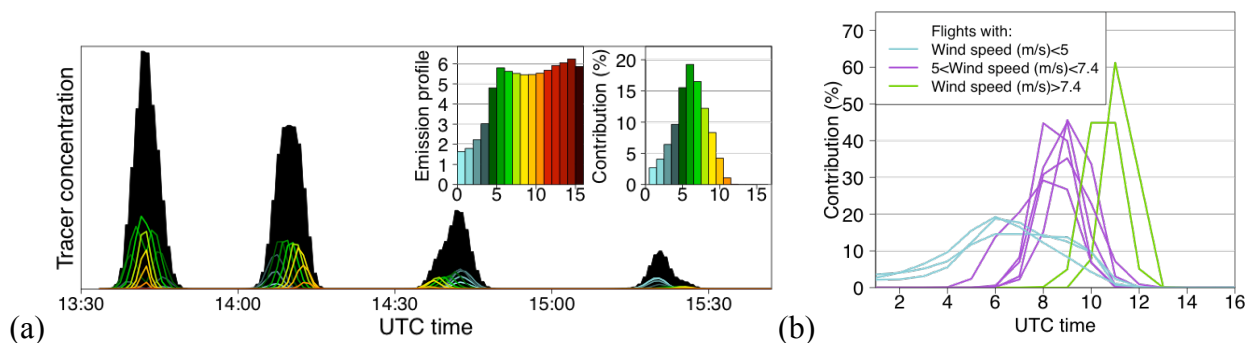 (a)
Tracer concentration
13:30 14:00 14:30 15:00 15:30
UTC time
Emission profile
0 1 2 3 4 5 6
0 5 10 15
Contribution (%)
0 5 10 15 20
0 5 10 15
(b)
Contribution (%)
0 10 20 30 40 50 60 70
Flights with:
Wind speed (m/s)<5
5<Wind speed (m/s)<7.4
Wind speed (m/s)>7.4
2 4 6 8 10 12 14 16
UTC time